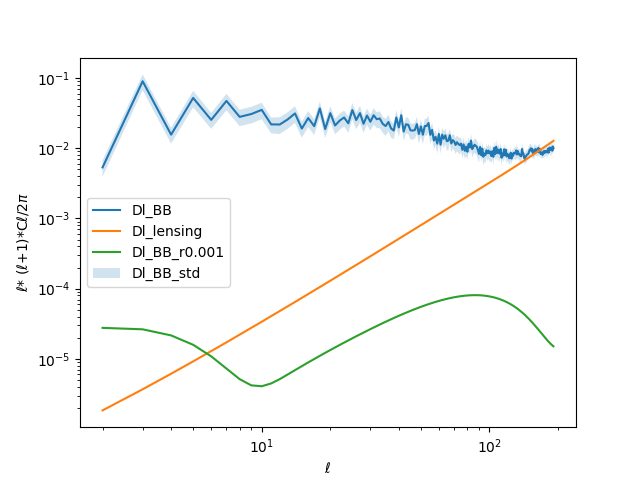 10⁻¹
10⁻²
10⁻³
10⁻⁴
10⁻⁵
ℓ* (ℓ+1)*Cℓ/2π
Dl_BB
Dl_lensing
Dl_BB_r0.001
Dl_BB_std
10¹
10²
ℓ